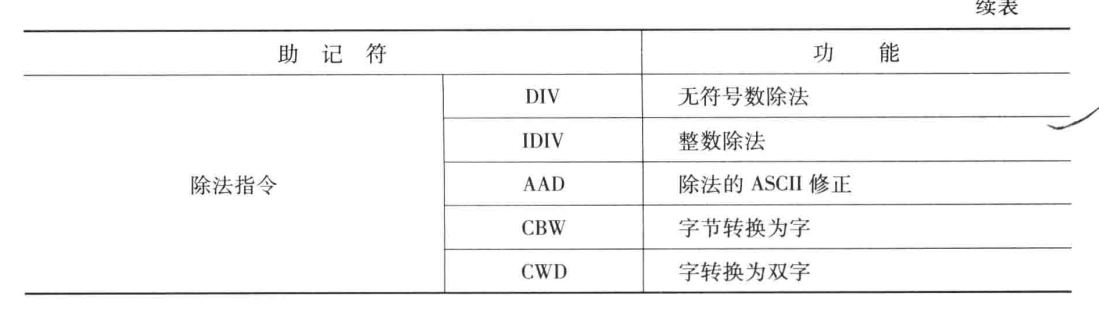 续表
助 记 符 功 能
DIV 无符号数除法
IDIV 整数除法
除法指令 AAD 除法的 ASCII 修正
CBW 字节转换为字
CWD 字转换为双字